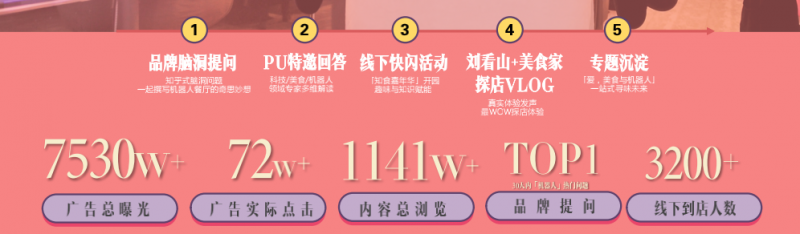 1
2
3
4
5
品牌脑洞提问
知乎式脑洞问题
一起撰写机器人餐厅的奇思妙想
PU特邀回答
科技/美食/机器人
领域专家多维解读
线下快闪活动
「知食嘉年华」开园
趣味与知识赋能
刘看山+美食家
探店VLOG
真实体验发声
最WOW探店体验
专题沉淀
「爱，美食与机器人」
一站式寻味未来
7530w+
广告总曝光
72w+
广告实际点击
1141w+
内容总浏览
TOP1
「机器人」热门问题
品牌提问
3200+
线下到店人数